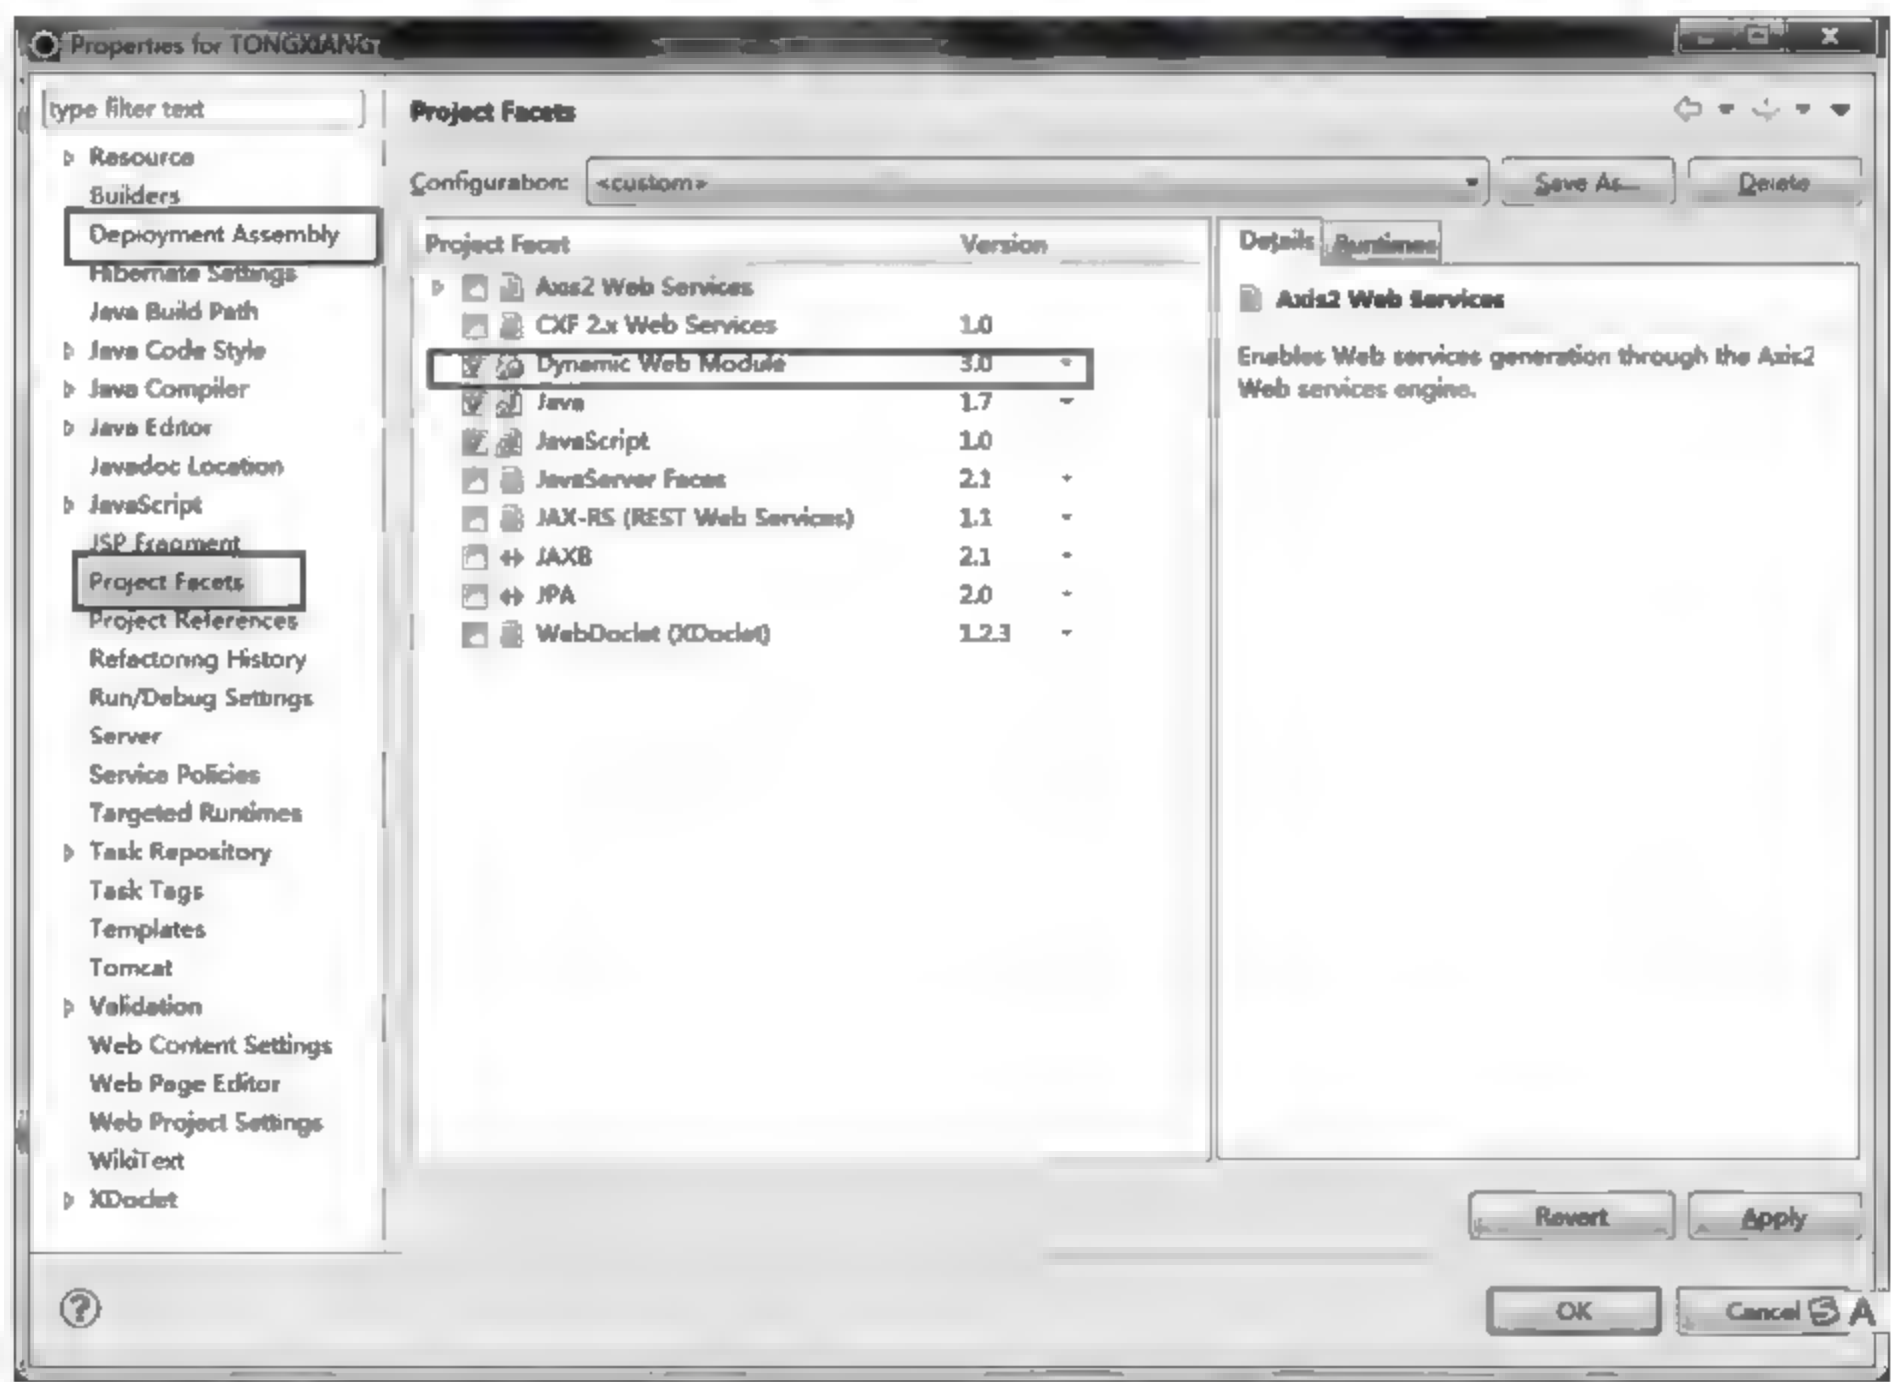 Properties for TONGXIANG
type filter text
Resource
Builders
Deployment Assembly
Hibernate Settings
Java Build Path
Java Code Style
Java Compiler
Java Editor
Javadoc Location
JavaScript
JSP Fragment
Project Facets
Project References
Refactoring History
Run/Debug Settings
Server
Service Policies
Targeted Runtimes
Task Repository
Task Tags
Templates
Tomcat
Validation
Web Content Settings
Web Page Editor
Web Project Settings
WikiText
XDoclet
Project Facets
Configuration: <custom> Save As... Delete
Project Facet Version
Axis2 Web Services
CXF 2.x Web Services 1.0
Dynamic Web Module 3.0
Java 1.7
JavaScript 1.0
JavaServer Faces 2.1
JAX-RS (REST Web Services) 1.1
JAXB 2.1
JPA 2.0
WebDoclet (XDoclet) 1.2.3
Details Runtimes
Axis2 Web Services
Enables Web services generation through the Axis2
Web services engine.
Revert Apply
OK Cancel
S A